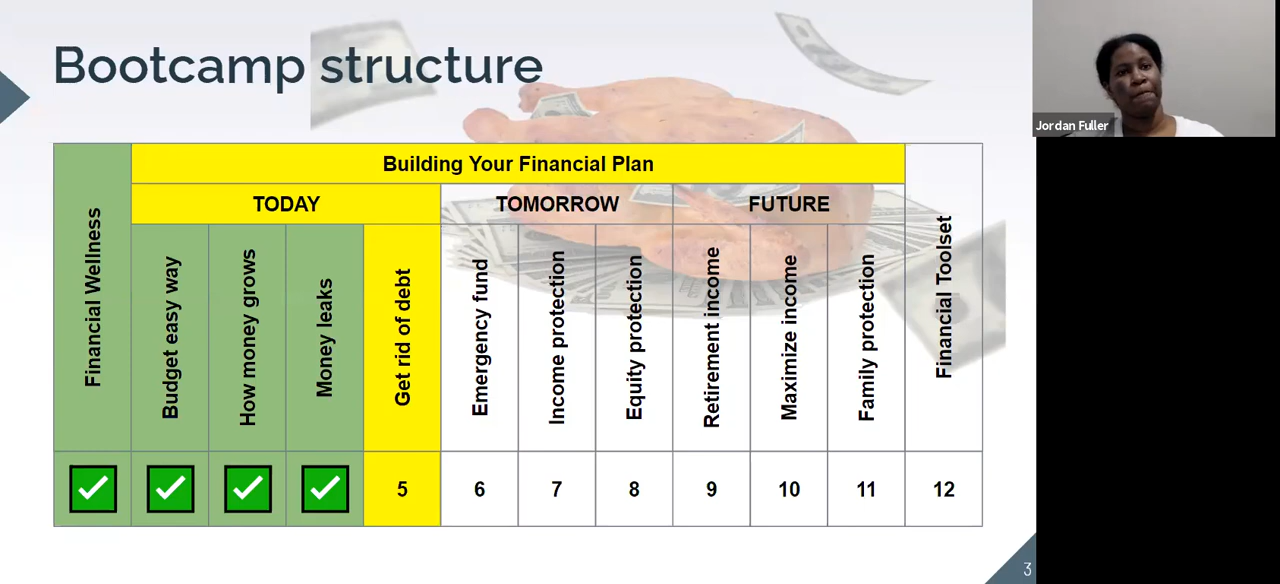 Bootcamp structure
Jordan Fuller
Building Your Financial Plan
TODAY
TOMORROW
FUTURE
Financial Wellness
Budget easy way
How money grows
Money leaks
Get rid of debt
Emergency fund
Income protection
Equity protection
Retirement income
Maximize income
Family protection
Financial Toolset
5
6
7
8
9
10
11
12
3